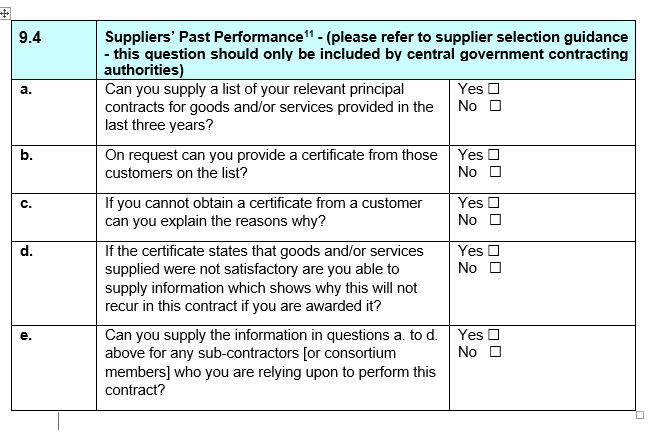 9.4 Suppliers’ Past Performance¹¹ - (please refer to supplier selection guidance
- this question should only be included by central government contracting
authorities)
a. Can you supply a list of your relevant principal Yes ☐
contracts for goods and/or services provided in the No ☐
last three years?
b. On request can you provide a certificate from those Yes ☐
customers on the list? No ☐
c. If you cannot obtain a certificate from a customer Yes ☐
can you explain the reasons why? No ☐
d. If the certificate states that goods and/or services Yes ☐
supplied were not satisfactory are you able to No ☐
supply information which shows why this will not
recur in this contract if you are awarded it?
e. Can you supply the information in questions a. to d. Yes ☐
above for any sub-contractors [or consortium No ☐
members] who you are relying upon to perform this
contract?